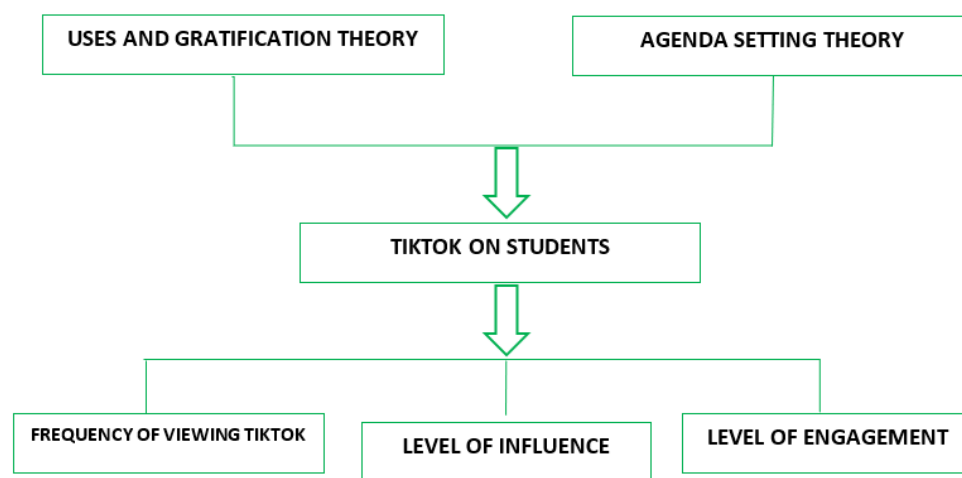 USES AND GRATIFICATION THEORY
AGENDA SETTING THEORY
TIKTOK ON STUDENTS
FREQUENCY OF VIEWING TIKTOK
LEVEL OF INFLUENCE
LEVEL OF ENGAGEMENT